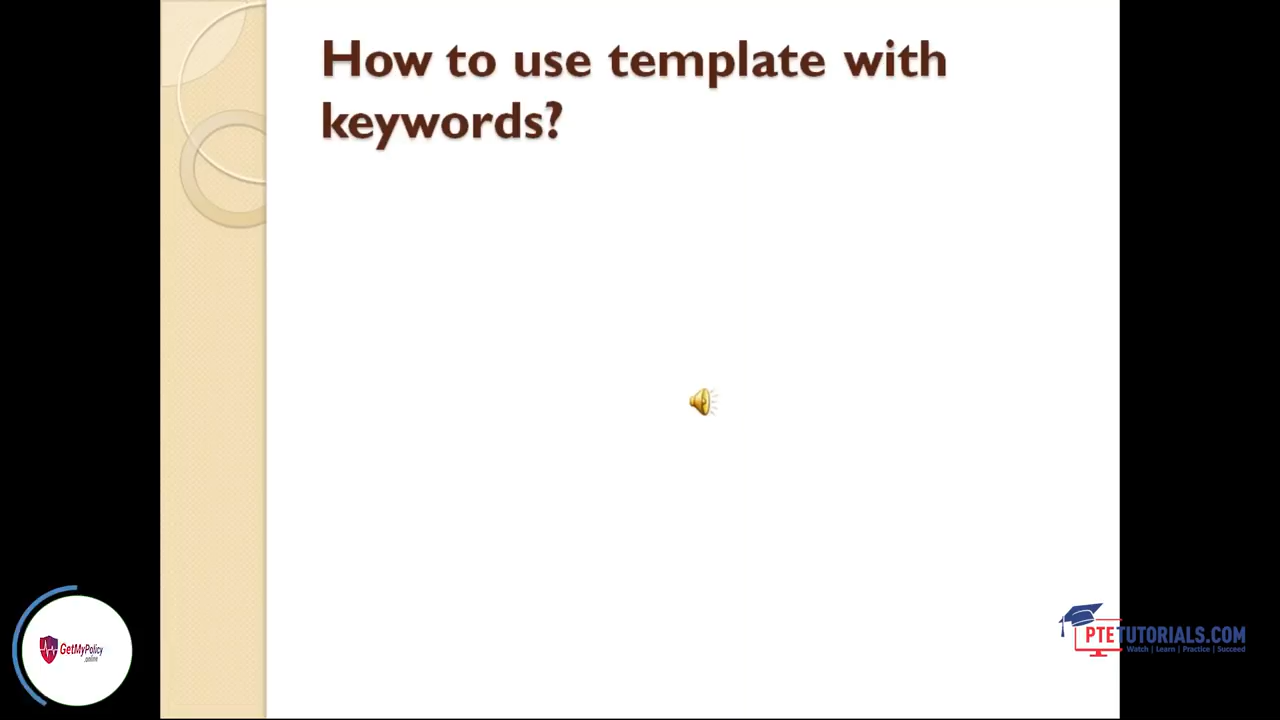 How to use template with
keywords?
GetMyPolicy
.online
PTETUTORIALS.COM
Watch | Learn | Practice | Succeed